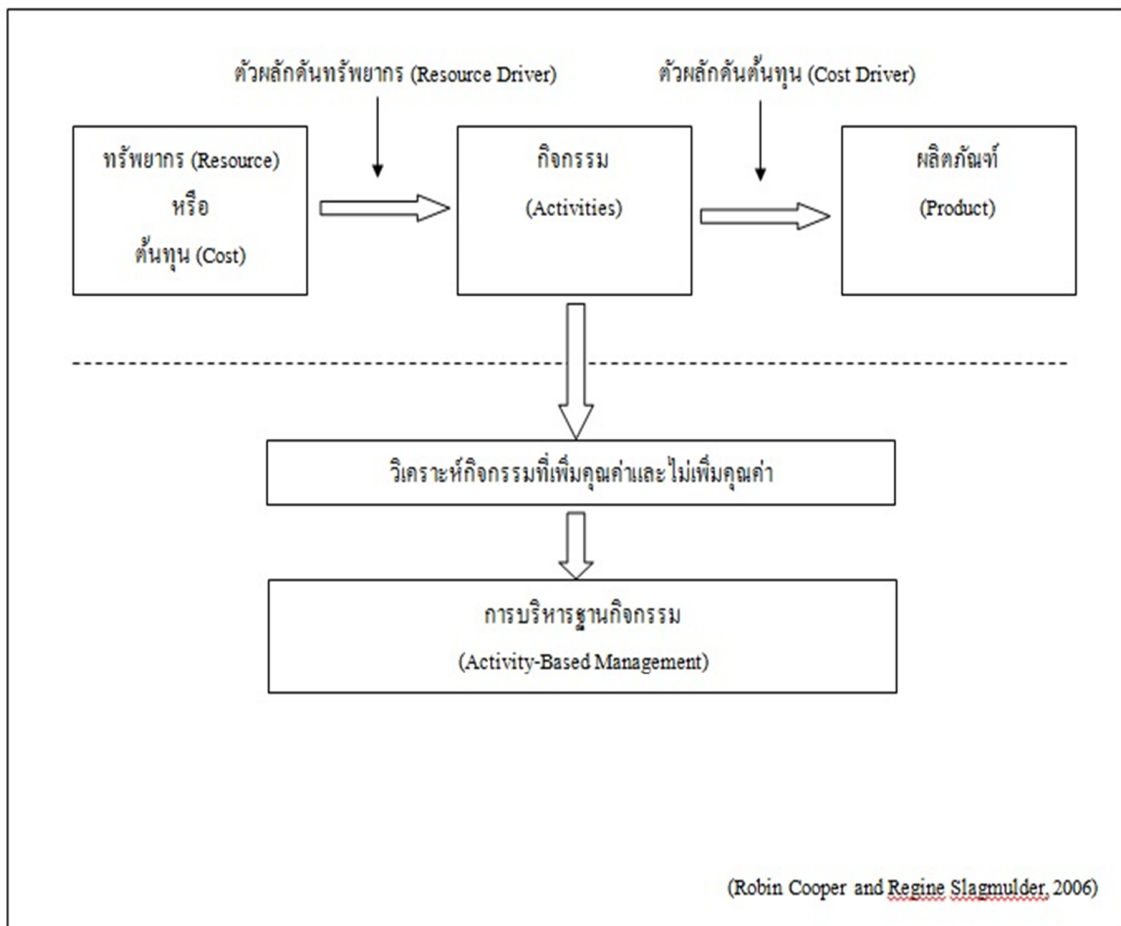 ตัวผลักดันทรัพยากร (Resource Driver)
ตัวผลักดันต้นทุน (Cost Driver)
ทรัพยากร (Resource)
หรือ
ต้นทุน (Cost)
กิจกรรม
(Activities)
ผลิตภัณฑ์
(Product)
วิเคราะห์กิจกรรมที่เพิ่มคุณค่าและไม่เพิ่มคุณค่า
การบริหารฐานกิจกรรม
(Activity-Based Management)
(Robin Cooper and Regine Slagmulder, 2006)